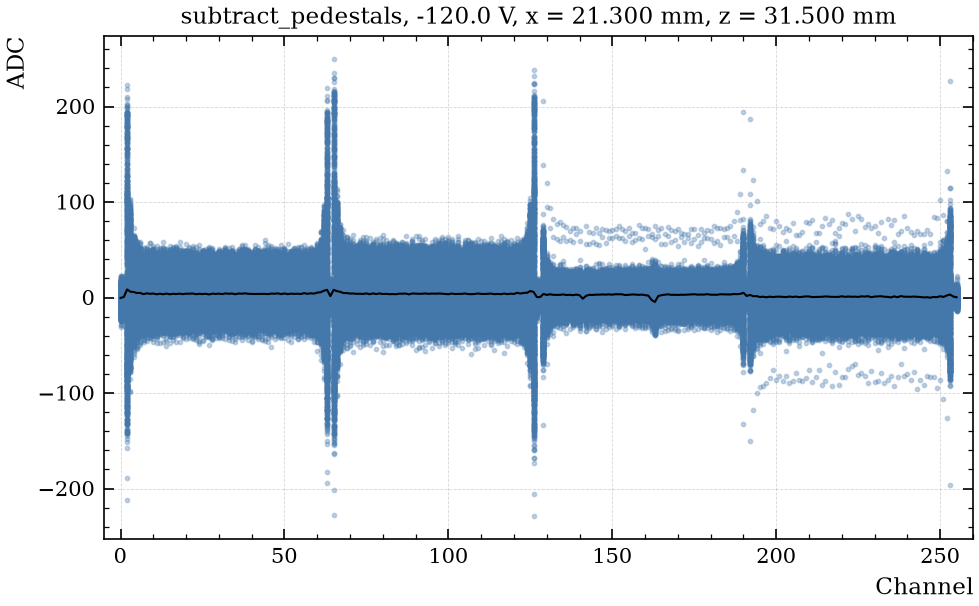 subtract_pedestals, -120.0 V, x = 21.300 mm, z = 31.500 mm
ADC
200
100
0
−100
−200
0 50 100 150 200 250
Channel